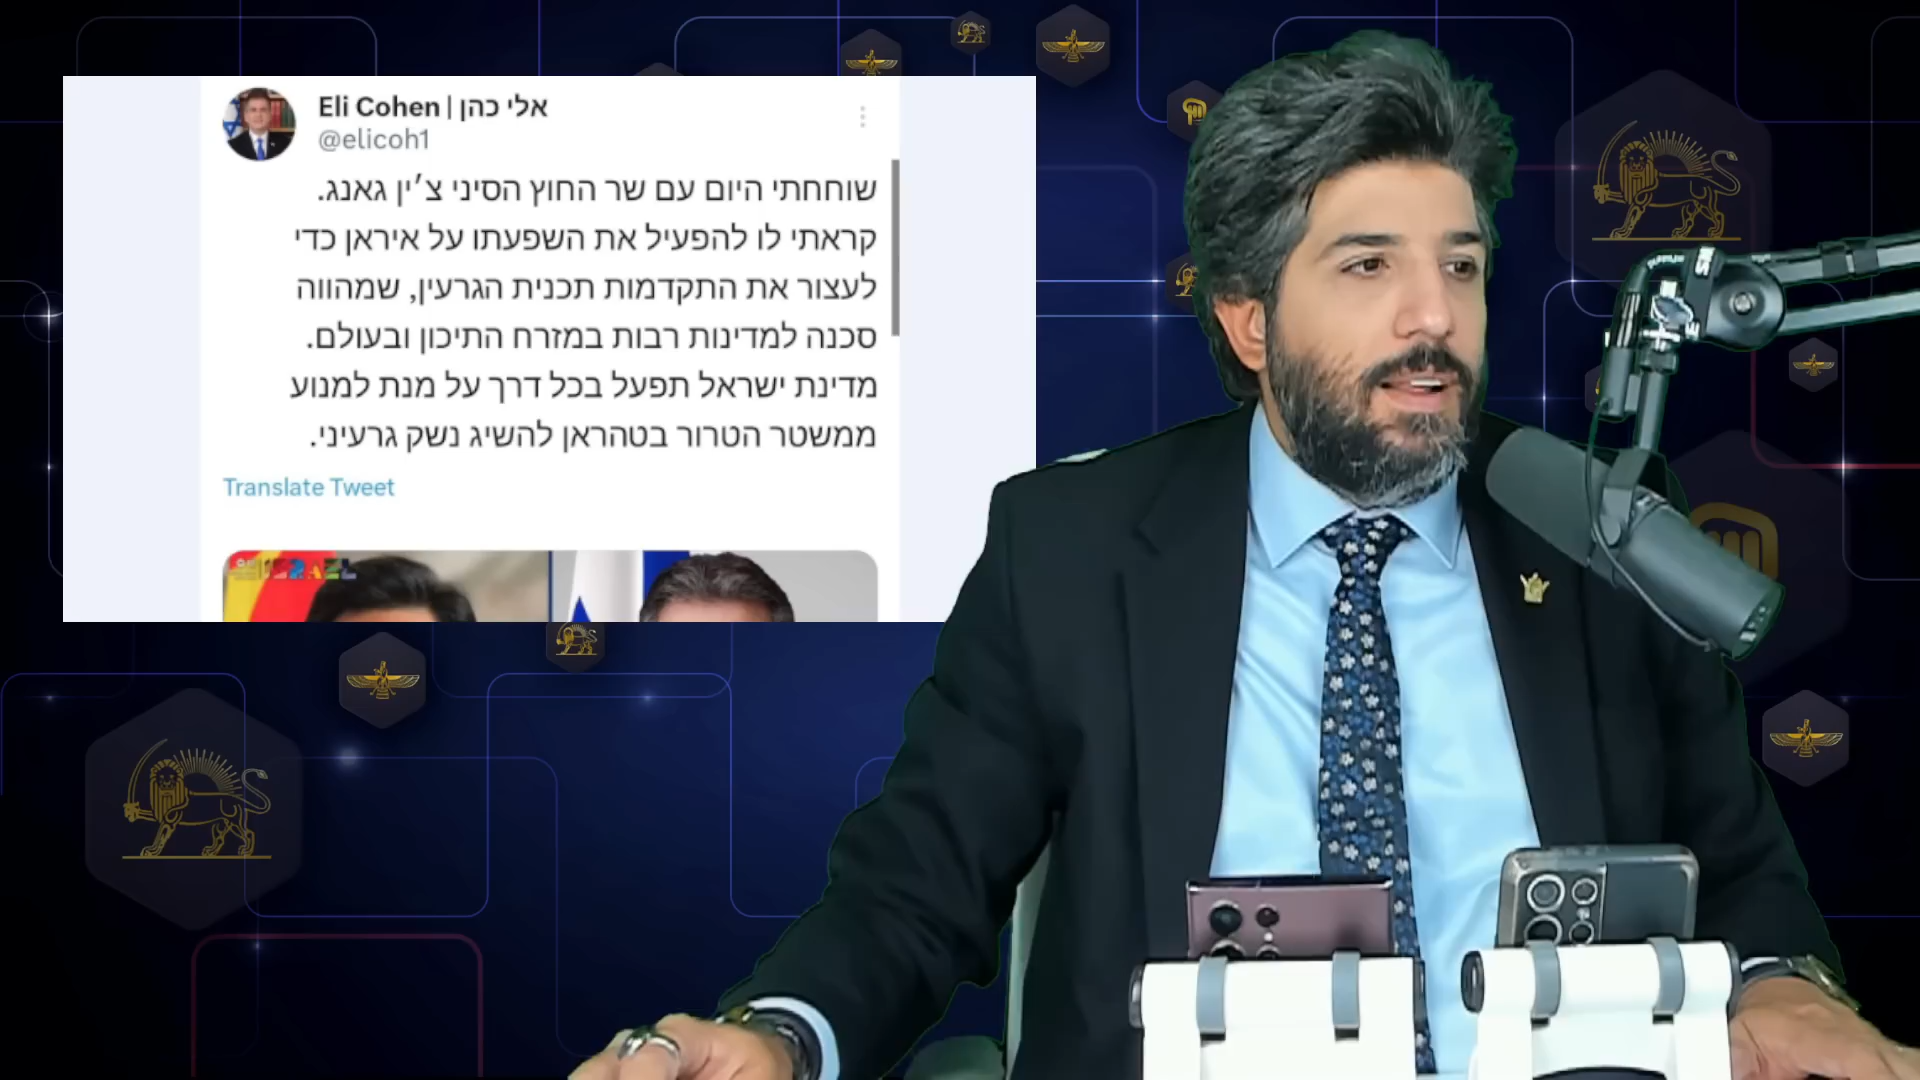 Eli Cohen | אלי כהן
@elicoh1
שוחחתי היום עם שר החוץ הסיני צ׳ין גאנג.
קראתי לו להפעיל את השפעתו על איראן כדי
לעצור את התקדמות תכנית הגרעין, שמהווה
סכנה למדינות רבות במזרח התיכון ובעולם.
מדינת ישראל תפעל בכל דרך על מנת למנוע
ממשטר הטרור בטהראן להשיג נשק גרעיני.
Translate Tweet
ISRAEL